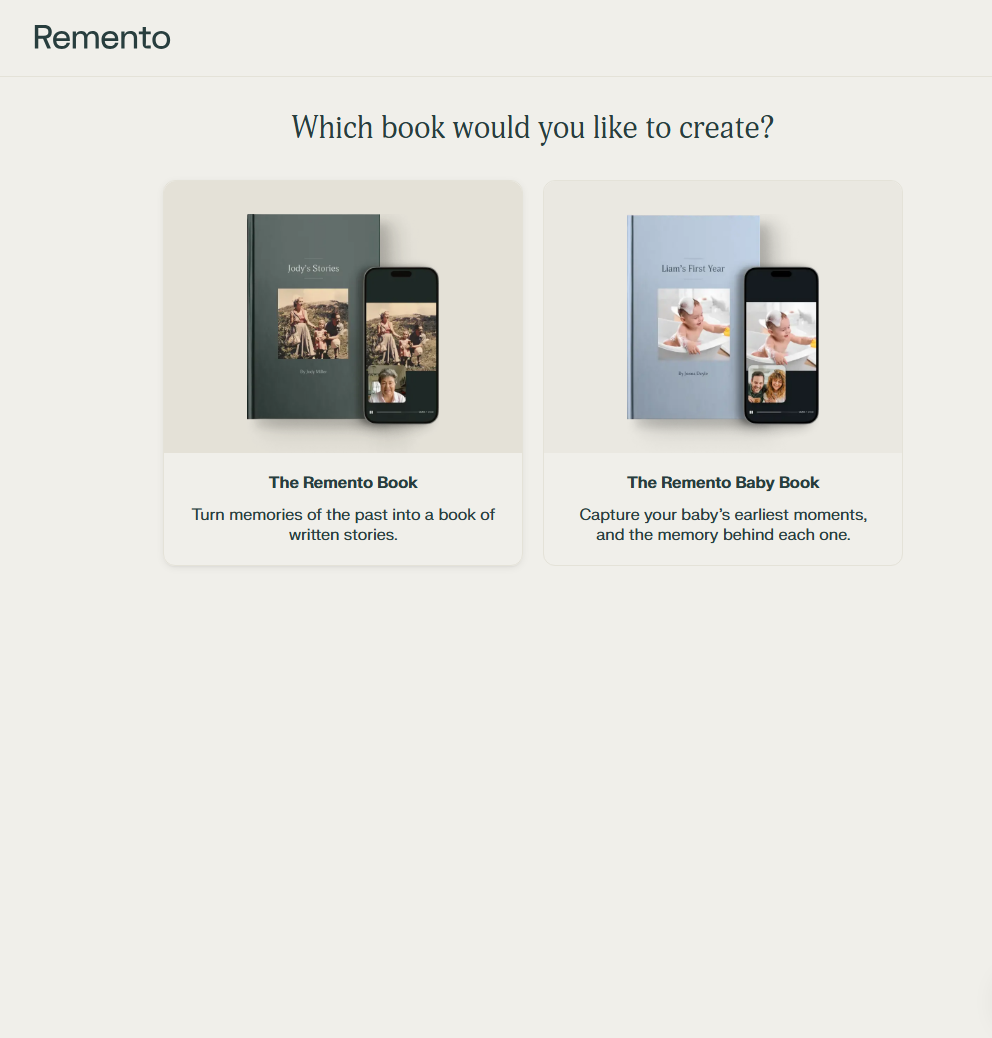 Remento
Which book would you like to create?
Jody's Stories
By Jody Miller
Liam's First Year
The Remento Book
Turn memories of the past into a book of
written stories.
The Remento Baby Book
Capture your baby’s earliest moments,
and the memory behind each one.